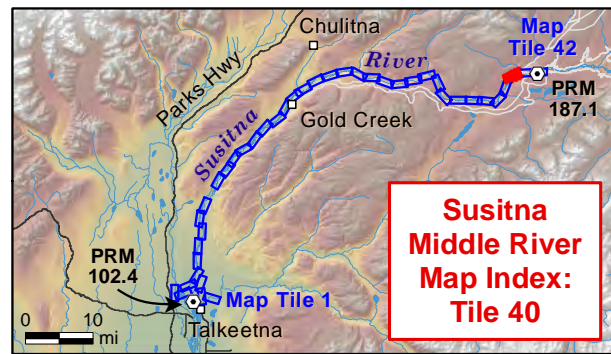 Chulitna
Map
Tile 42
Parks Hwy
River
PRM
187.1
Gold Creek
Susitna
Susitna
Middle River
Map Index:
Tile 40
PRM
102.4
Map Tile 1
0 10
mi
Talkeetna